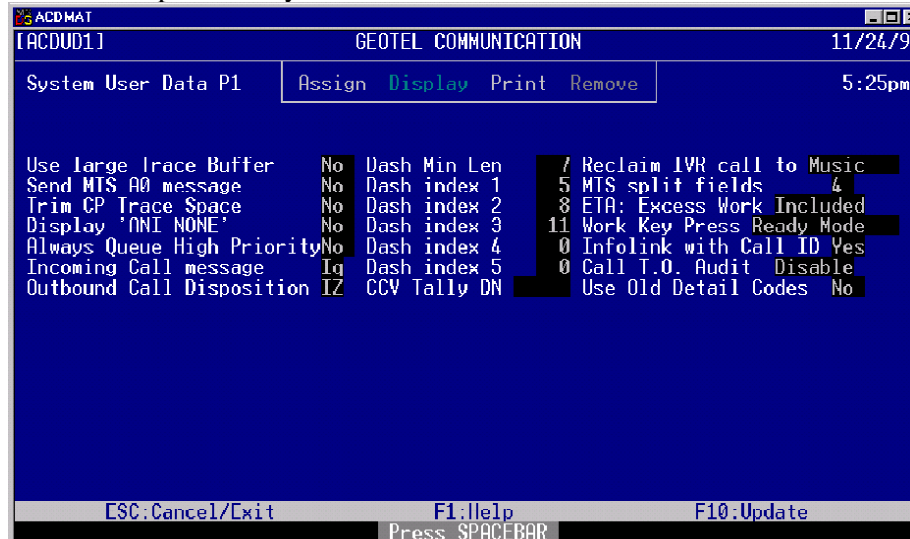 ACDMAT
[ACDUD1] GEOTEL COMMUNICATION 11/24/9
System User Data P1 Assign Display Print Remove 5:25pm
Use large Trace Buffer No Dash Min Len 7 Reclaim IVR call to Music
Send MTS A0 message No Dash index 1 5 MTS split fields 4
Trim CP Trace Space No Dash index 2 8 ETA: Excess Work Included
Display 'ANI NONE' No Dash index 3 11 Work Key Press Ready Mode
Always Queue High PriorityNo Dash index 4 0 Infolink with Call ID Yes
Incoming Call message Iq Dash index 5 0 Call T.O. Audit Disable
Outbound Call Disposition IZ CCV Tally DN Use Old Detail Codes No
ESC:Cancel/Exit F1:Help F10:Update
Press SPACEBAR